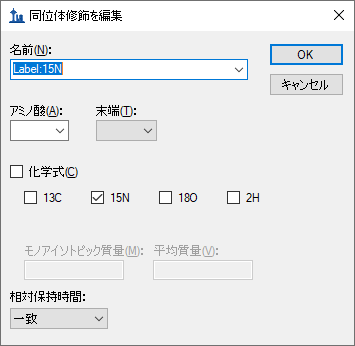 同位体修飾を編集
名前(N):
Label:15N
OK
キャンセル
アミノ酸(A):
末端(T):
化学式(C)
13C
15N
18O
2H
モノアイソトピック質量(M):
平均質量(V):
相対保持時間:
一致